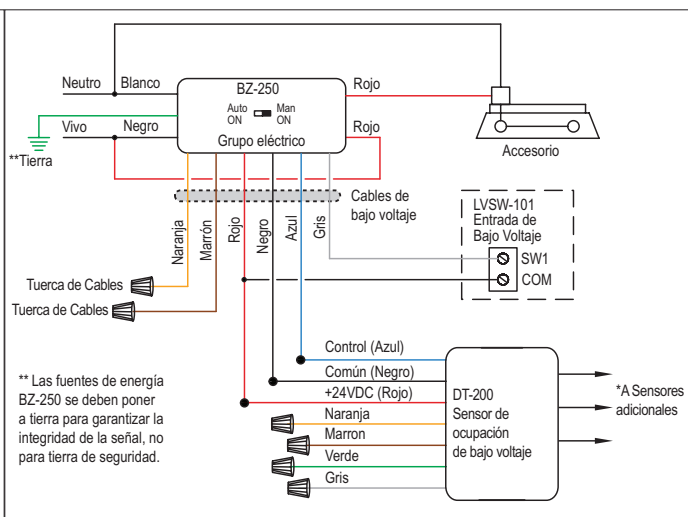 Neutro Blanco
BZ-250
Auto ON Man ON
Grupo eléctrico
Rojo
Vivo Negro
Rojo
**Tierra
Accesorio
Cables de
bajo voltaje
Naranja
Marrón
Rojo
Negro
Azul
Gris
LVSW-101
Entrada de
Bajo Voltaje
SW1
COM
Tuerca de Cables
Tuerca de Cables
** Las fuentes de energía
BZ-250 se deben poner
a tierra para garantizar la
integridad de la señal, no
para tierra de seguridad.
Control (Azul)
Común (Negro)
+24VDC (Rojo)
Naranja
Marron
Verde
Gris
DT-200
Sensor de
ocupación
de bajo voltaje
*A Sensores
adicionales